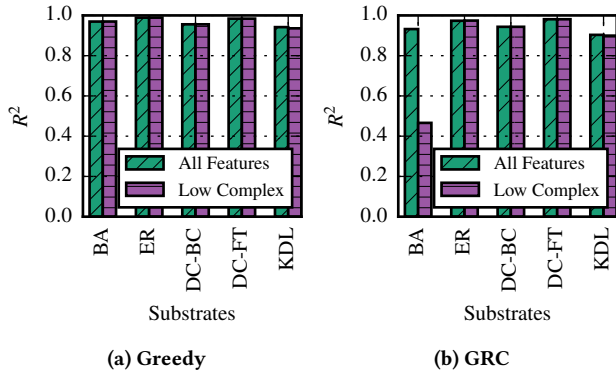 1.0
0.8
0.6
0.4
0.2
0.0
R²
All Features
Low Complex
BA
ER
DC-BC
DC-FT
KDL
Substrates
(a) Greedy
1.0
0.8
0.6
0.4
0.2
0.0
R²
All Features
Low Complex
BA
ER
DC-BC
DC-FT
KDL
Substrates
(b) GRC